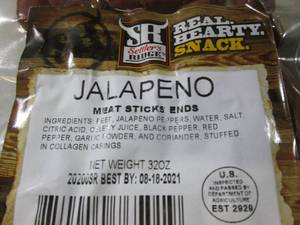 SR
Settler's
RIDGE
REAL.
HEARTY.
SNACK.
JALAPENO
MEAT STICKS ENDS
INGREDIENTS: BEEF, JALAPENO PEPPERS, WATER, SALT,
CITRIC ACID, CELERY JUICE, BLACK PEPPER, RED
PEPPER, GARLIC POWDER, AND CORIANDER, STUFFED
IN COLLAGEN CASINGS
NET WEIGHT 32OZ
20200SR BEST BY: 08-18-2021
U.S.
INSPECTED
AND PASSED BY
DEPARTMENT OF
AGRICULTURE
EST 2929